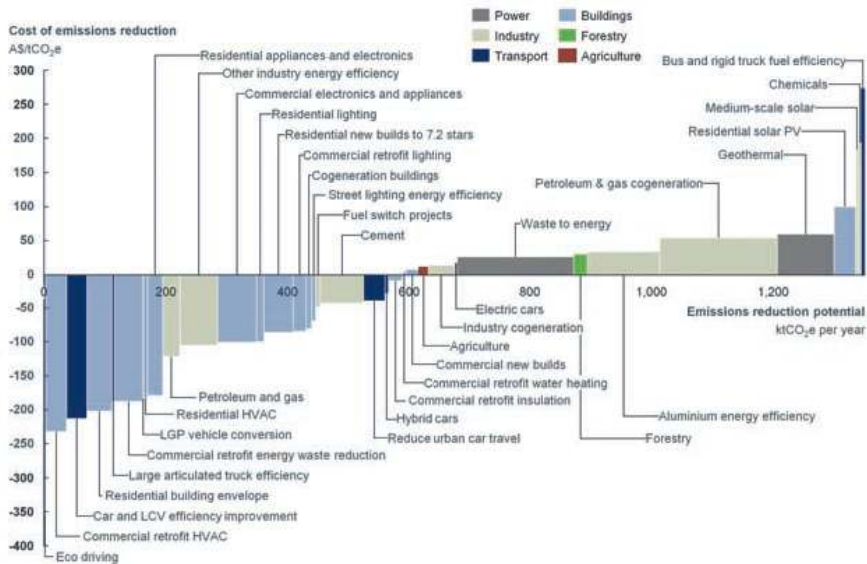 Cost of emissions reduction
A$/tCO₂e
Power
Buildings
Industry
Forestry
Transport
Agriculture
300
250
200
150
100
50
0
-50
-100
-150
-200
-250
-300
-350
-400
Residential appliances and electronics
Other industry energy efficiency
Commercial electronics and appliances
Residential lighting
Residential new builds to 7.2 stars
Commercial retrofit lighting
Cogeneration buildings
Street lighting energy efficiency
Fuel switch projects
Cement
Bus and rigid truck fuel efficiency
Chemicals
Medium-scale solar
Residential solar PV
Geothermal
Petroleum & gas cogeneration
Waste to energy
0
200
400
600
800
1,000
1,200
Emissions reduction potential
ktCO₂e per year
Electric cars
Industry cogeneration
Agriculture
Commercial new builds
Commercial retrofit water heating
Commercial retrofit insulation
Hybrid cars
Reduce urban car travel
Aluminium energy efficiency
Forestry
Petroleum and gas
Residential HVAC
LGP vehicle conversion
Commercial retrofit energy waste reduction
Large articulated truck efficiency
Residential building envelope
Car and LCV efficiency improvement
Commercial retrofit HVAC
Eco driving